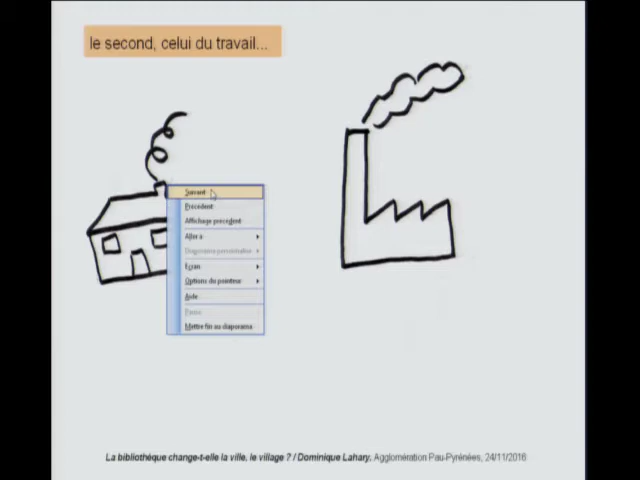 le second, celui du travail...
Suivant
Précédent
Affichage précédent
Aller à
Diaporama personnalisé
Ecran
Options du pointeur
Aide
Pause
Mettre fin au diaporama
La bibliothèque change-t-elle la ville, le village ? / Dominique Lahary, Agglomération Pau-Pyrénées, 24/11/2016